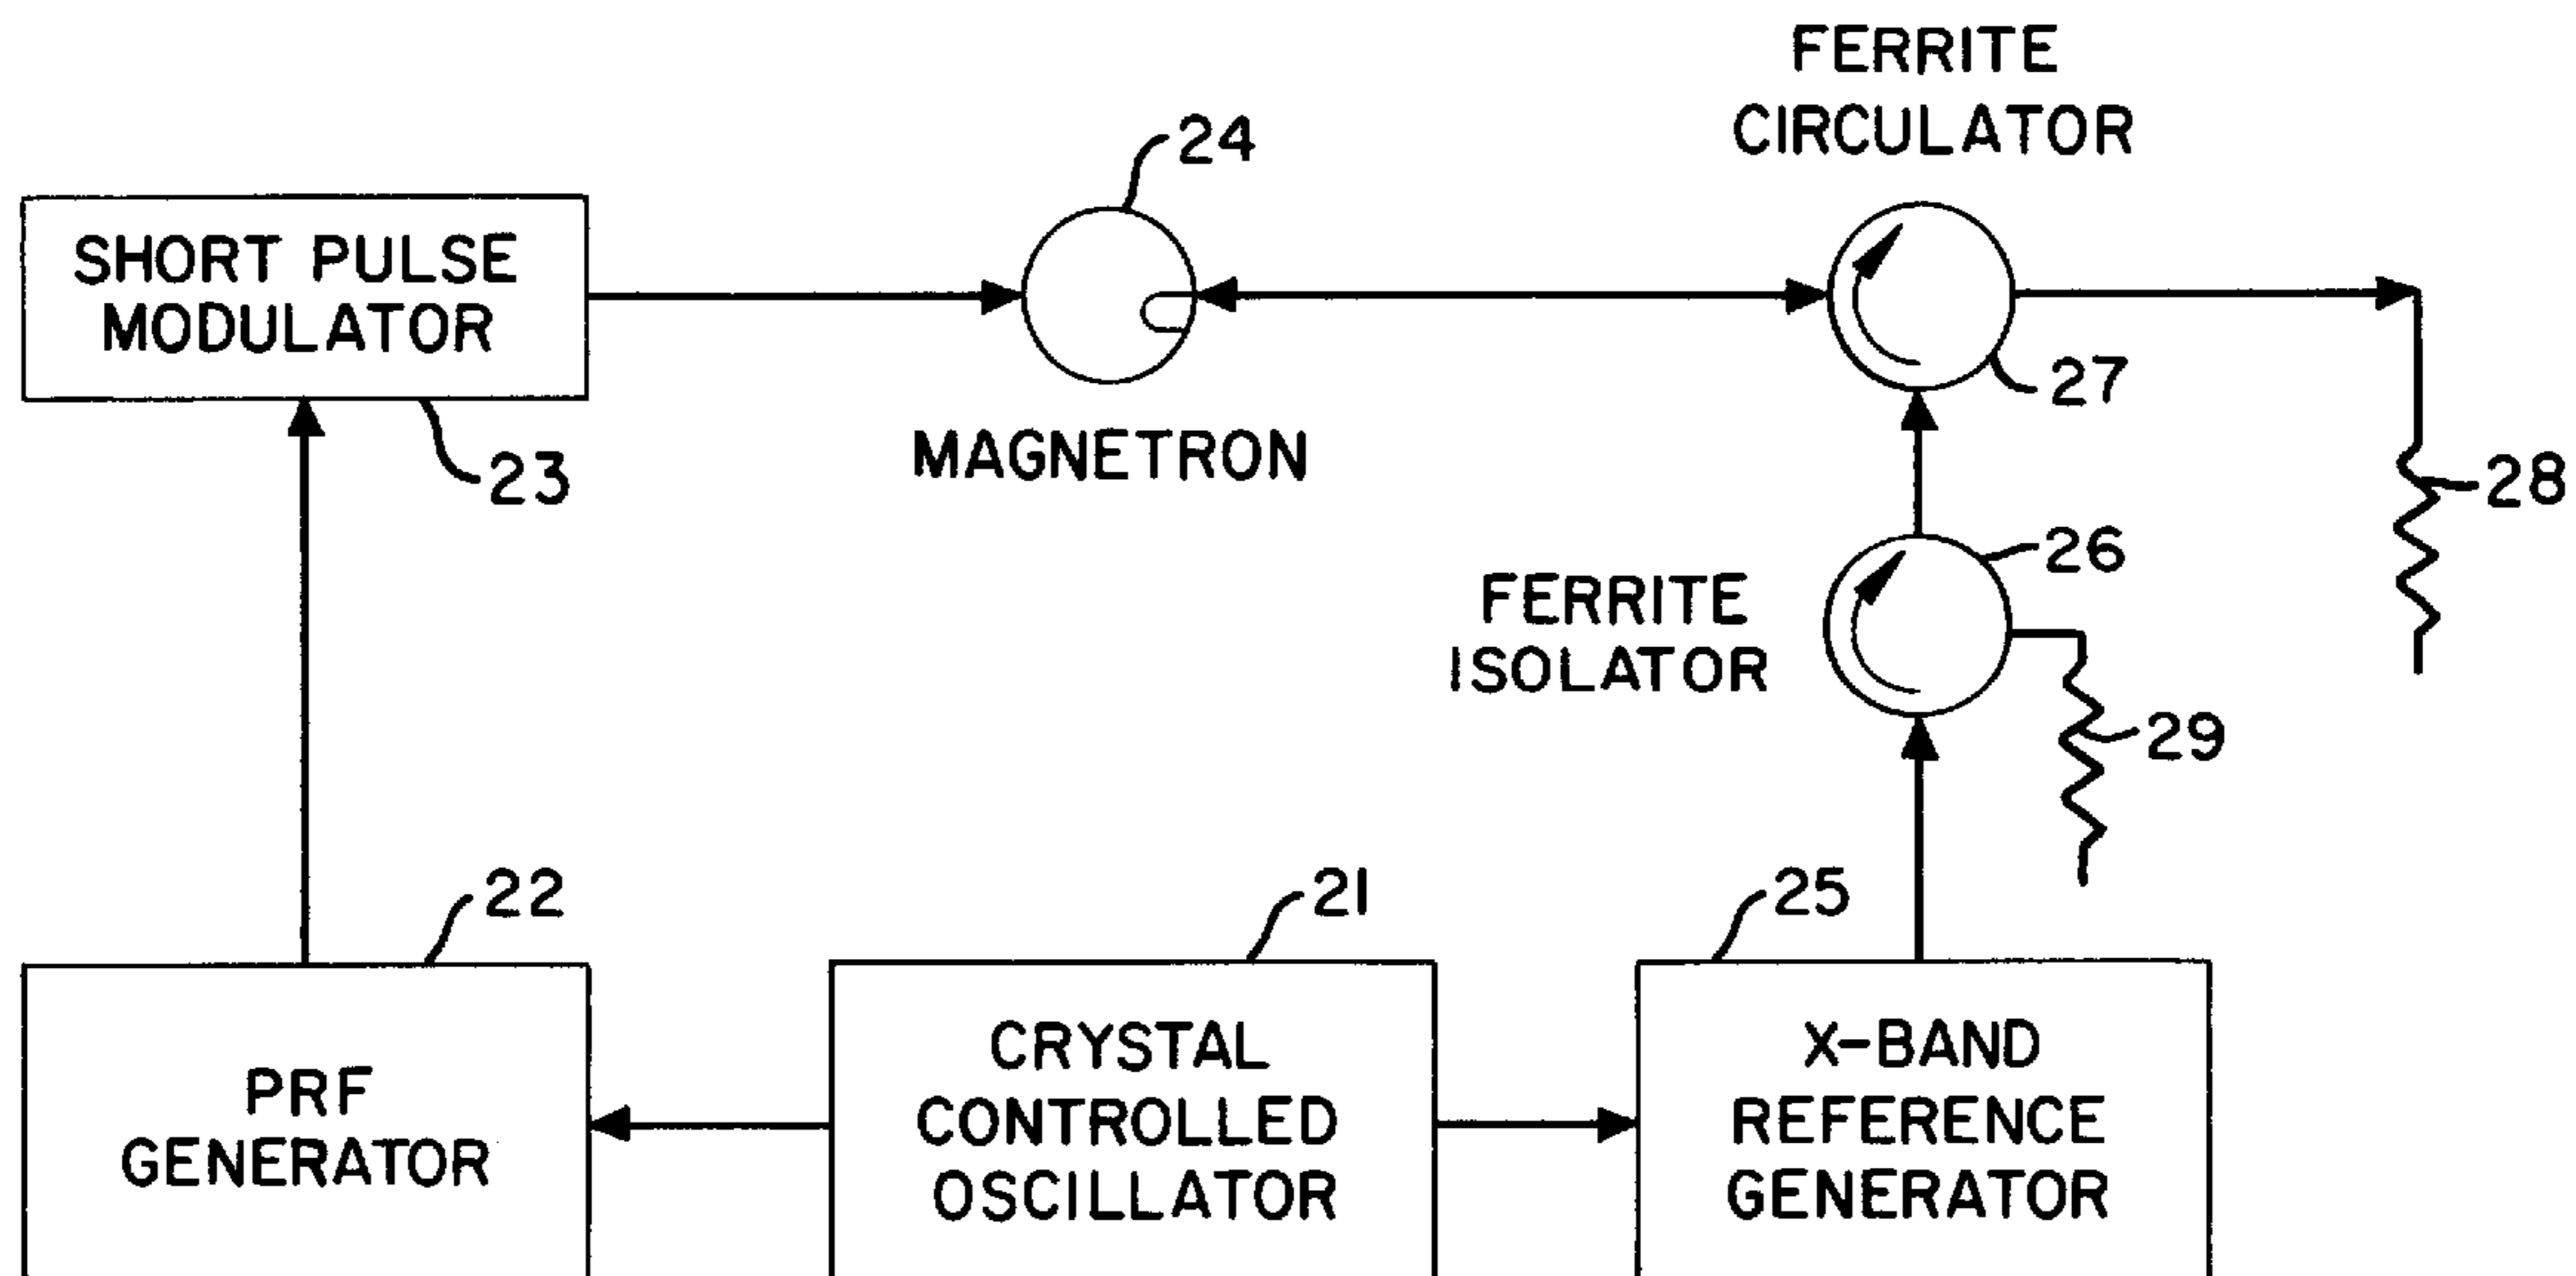 FERRITE
CIRCULATOR
24
SHORT PULSE
MODULATOR
27
MAGNETRON
23
28
26
FERRITE
ISOLATOR
29
22
21
25
CRYSTAL
CONTROLLED
OSCILLATOR
X-BAND
REFERENCE
GENERATOR
PRF
GENERATOR